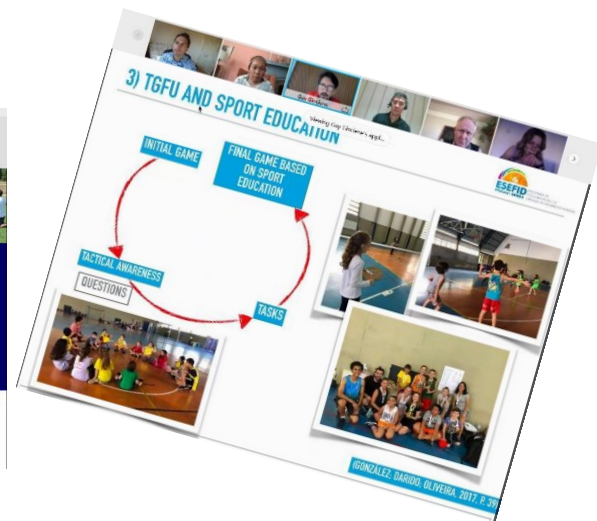 3) TGFU AND SPORT EDUCATION
INITIAL GAME
FINAL GAME BASED
ON SPORT
EDUCATION
ESEFID
TACTICAL AWARENESS
QUESTIONS
TASKS
(GONZÁLEZ; DARIDO; OLIVEIRA, 2017, P. 39)